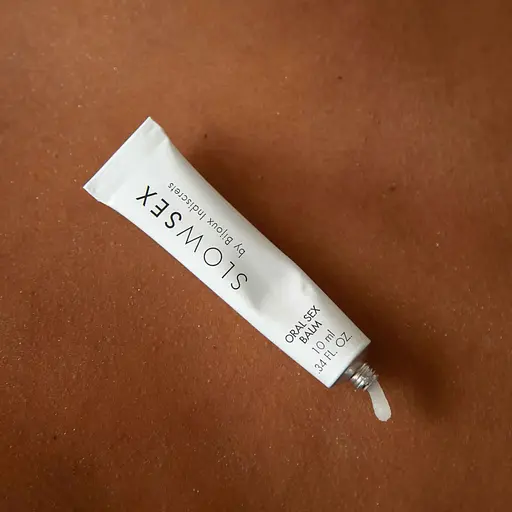 SLOWSEX
by Bijoux Indiscrets
ORAL SEX
BALM
10 ml
.34 FL. OZ.